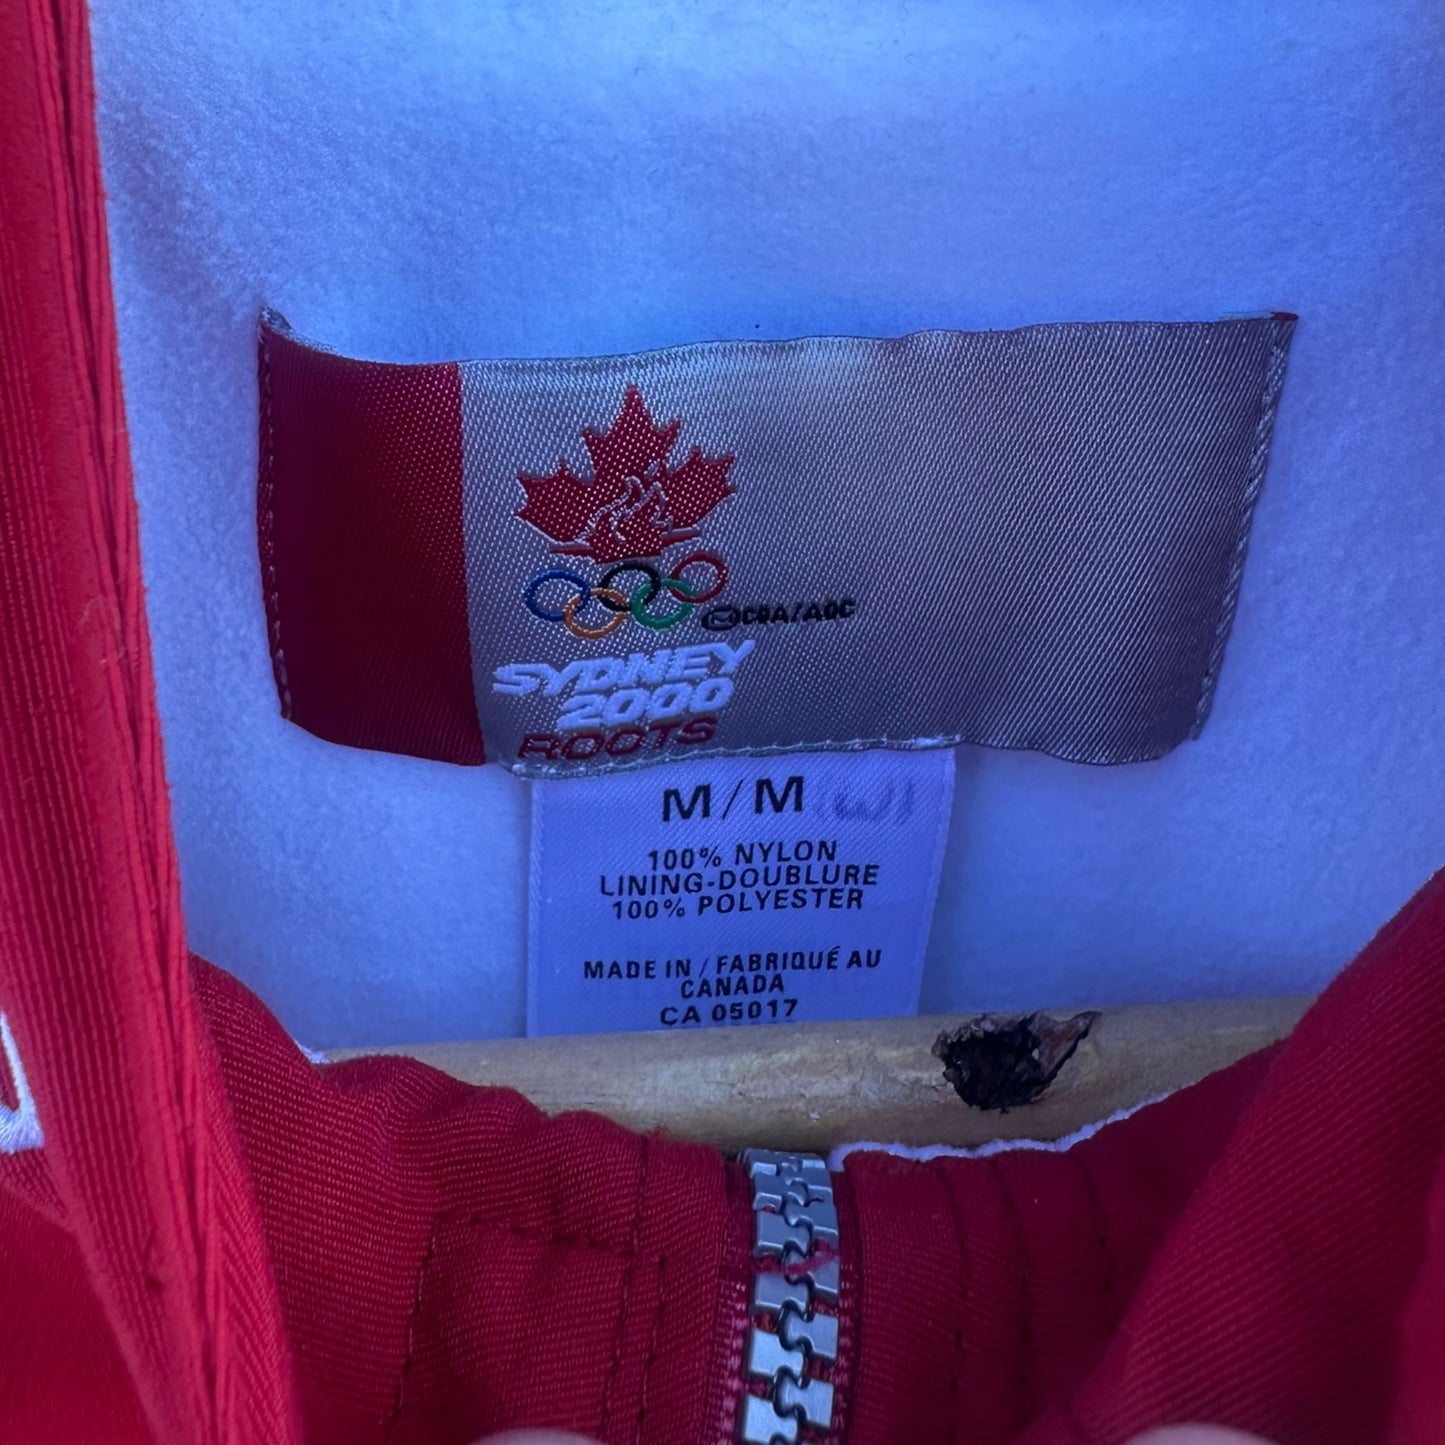 COA/AOC
SYDNEY
2000
ROOTS
M/M (W)
100% NYLON
LINING-DOUBLURE
100% POLYESTER
MADE IN / FABRIQUÉ AU
CANADA
CA 05017